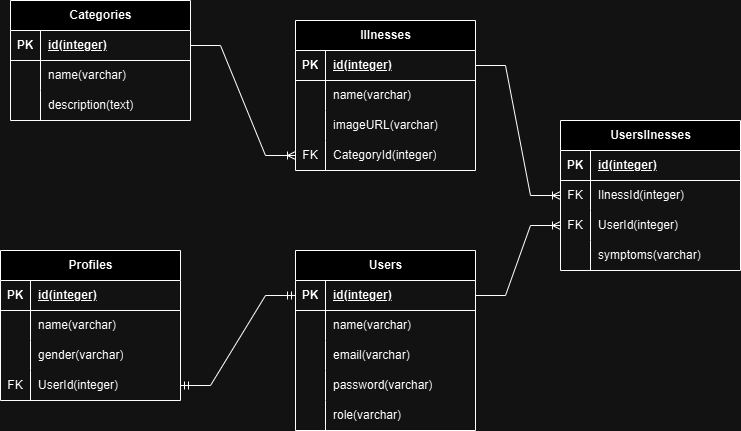 Categories
PK id(integer)
name(varchar)
description(text)
Illnesses
PK id(integer)
name(varchar)
imageURL(varchar)
FK CategoryId(integer)
UsersIlnesses
PK id(integer)
FK IlnessId(integer)
FK UserId(integer)
symptoms(varchar)
Profiles
PK id(integer)
name(varchar)
gender(varchar)
FK UserId(integer)
Users
PK id(integer)
name(varchar)
email(varchar)
password(varchar)
role(varchar)